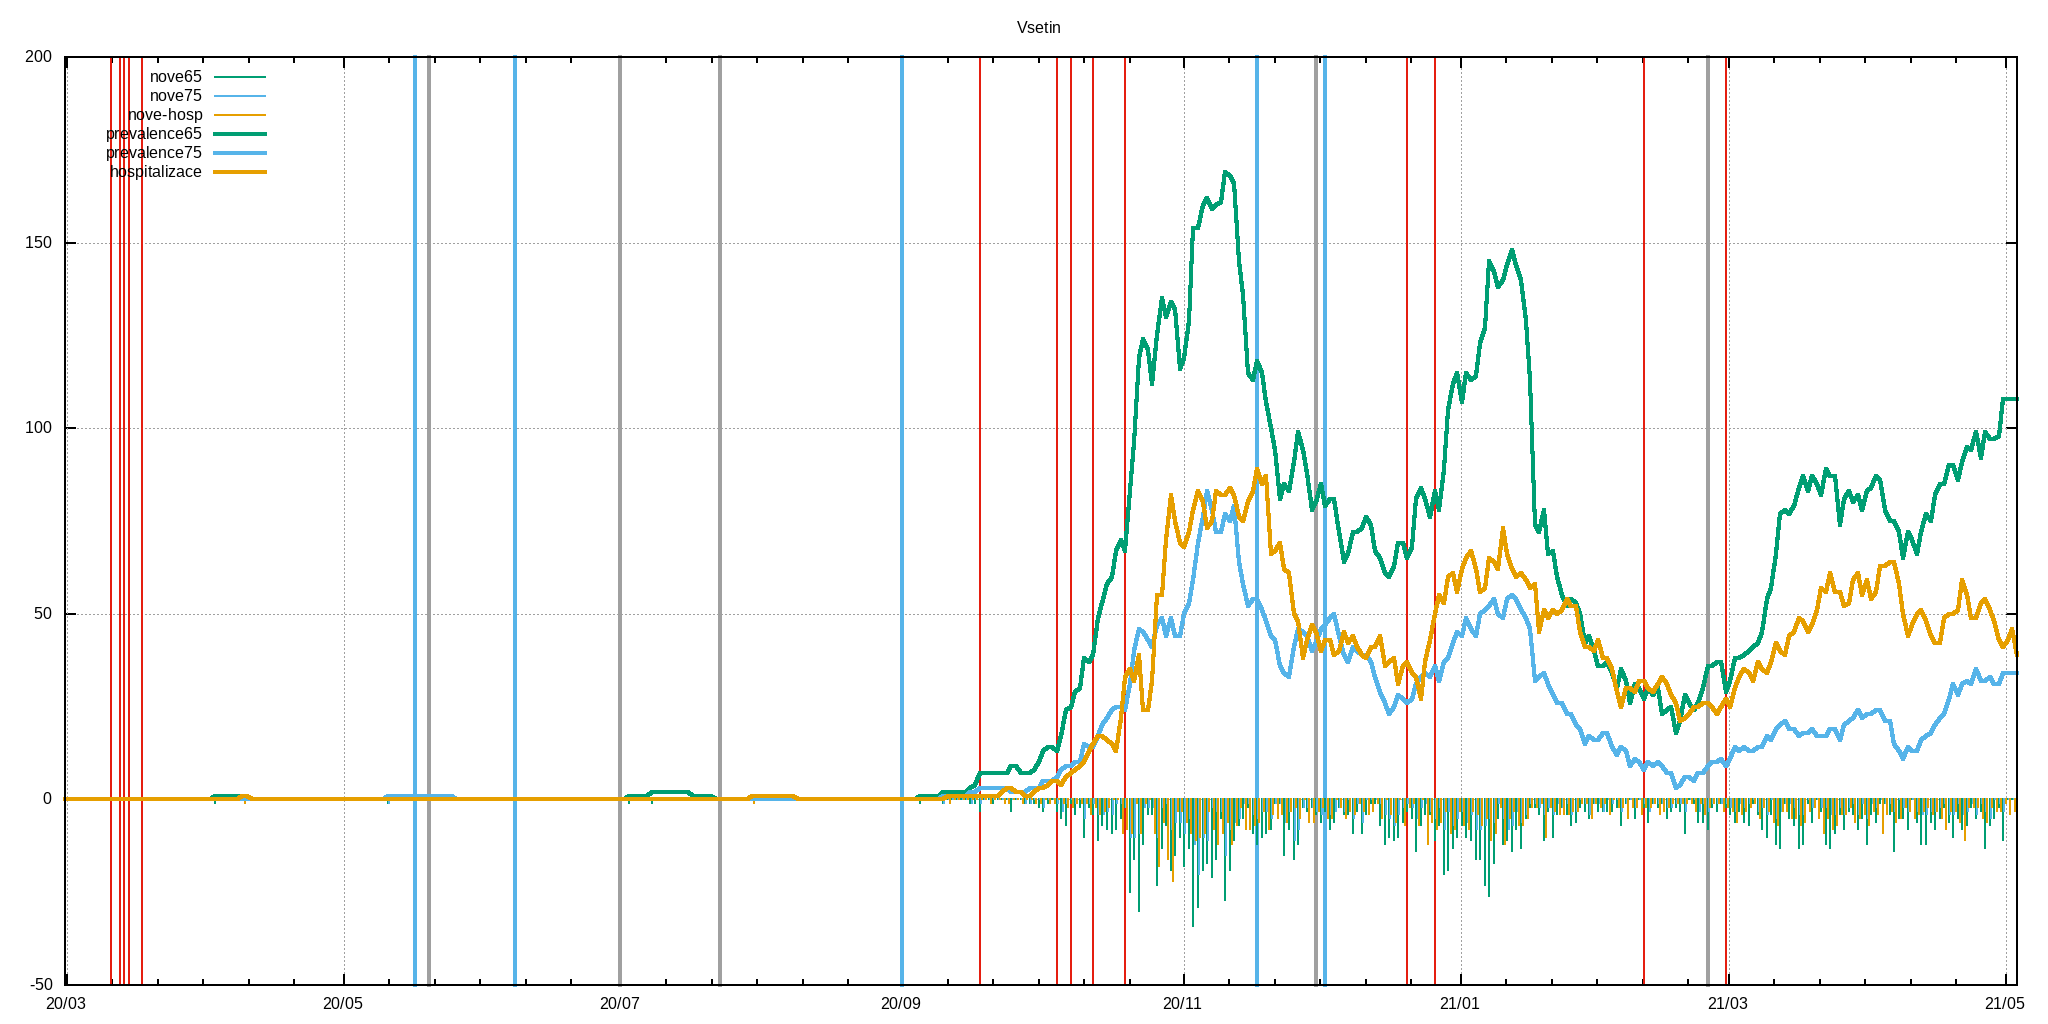 Vsetin
200
nove65
nove75
nove-hosp
prevalence65
prevalence75
hospitalizace
150
100
50
0
-50
20/03 20/05 20/07 20/09 20/11 21/01 21/03 21/05